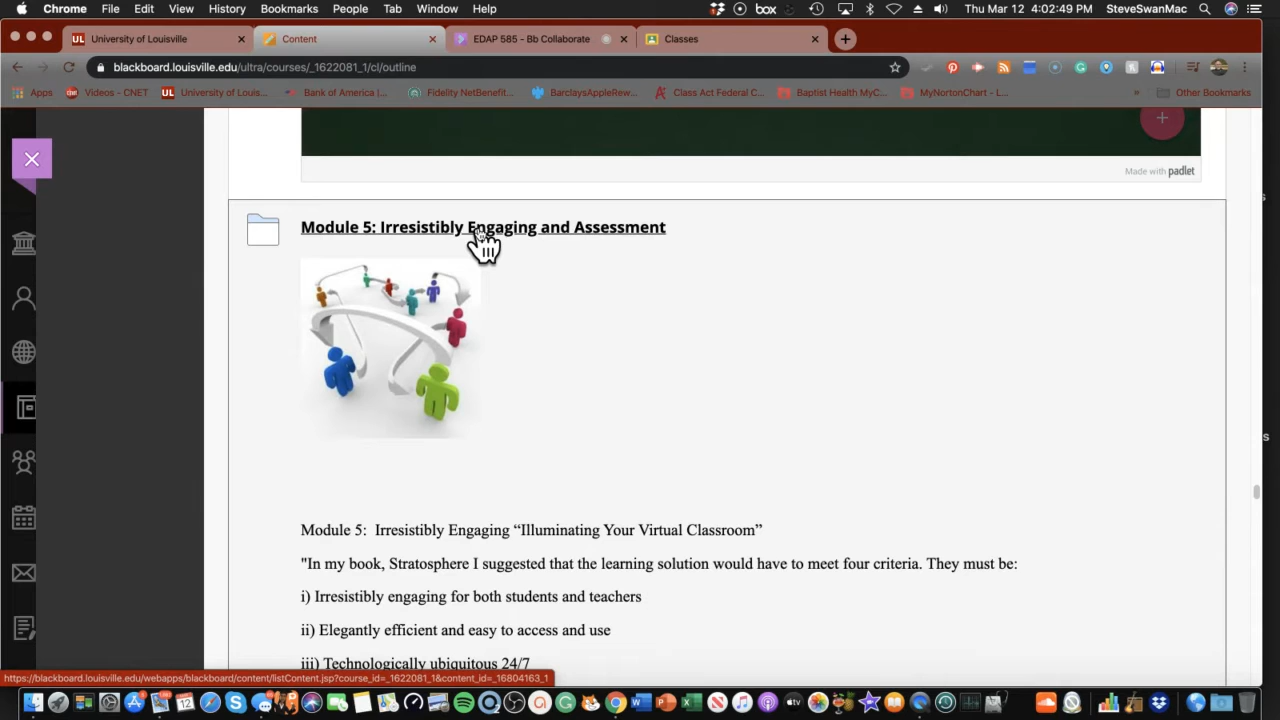 Chrome File Edit View History Bookmarks People Tab Window Help box Thu Mar 12 4:02:49 PM SteveSwanMac
UL University of Louisville Content EDAP 585 - Bb Collaborate Classes
blackboard.louisville.edu/ultra/courses/_1622081_1/cl/outline
Apps Videos - CNET UL University of Louis... Bank of America |... Fidelity NetBenefit... BarclaysAppleRew... Class Act Federal C... Baptist Health MyC... MyNortonChart - L... » Other Bookmarks
Made with padlet
Module 5: Irresistibly Engaging and Assessment
Module 5: Irresistibly Engaging “Illuminating Your Virtual Classroom”
"In my book, Stratosphere I suggested that the learning solution would have to meet four criteria. They must be:
i) Irresistibly engaging for both students and teachers
ii) Elegantly efficient and easy to access and use
iii) Technologically ubiquitous 24/7
https://blackboard.louisville.edu/webapps/blackboard/content/listContent.jsp?course_id=_1622081_1&content_id=_16804163_1